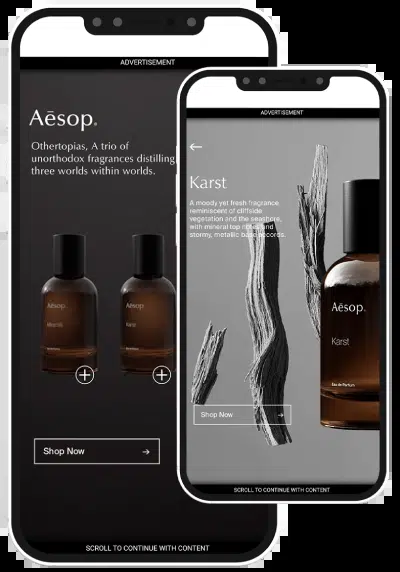 ADVERTISEMENT
Aēsop.
Othertopias, A trio of
unorthodox fragrances distilling
three worlds within worlds.
Aēsop.
Aēsop.
Karst
Shop Now →
SCROLL TO CONTINUE WITH CONTENT
ADVERTISEMENT
←
Karst
A moody yet fresh fragrance
reminiscent of cliffside
vegetation and the seashore,
with mineral top notes and
stormy, metallic base records.
Aēsop.
Karst
Eau de Parfum
Shop Now →
SCROLL TO CONTINUE WITH CONTENT